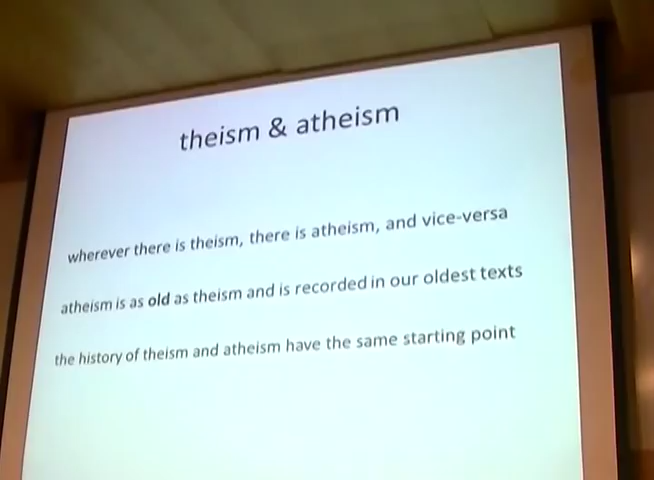 theism & atheism
wherever there is theism, there is atheism, and vice-versa
atheism is as old as theism and is recorded in our oldest texts
the history of theism and atheism have the same starting point